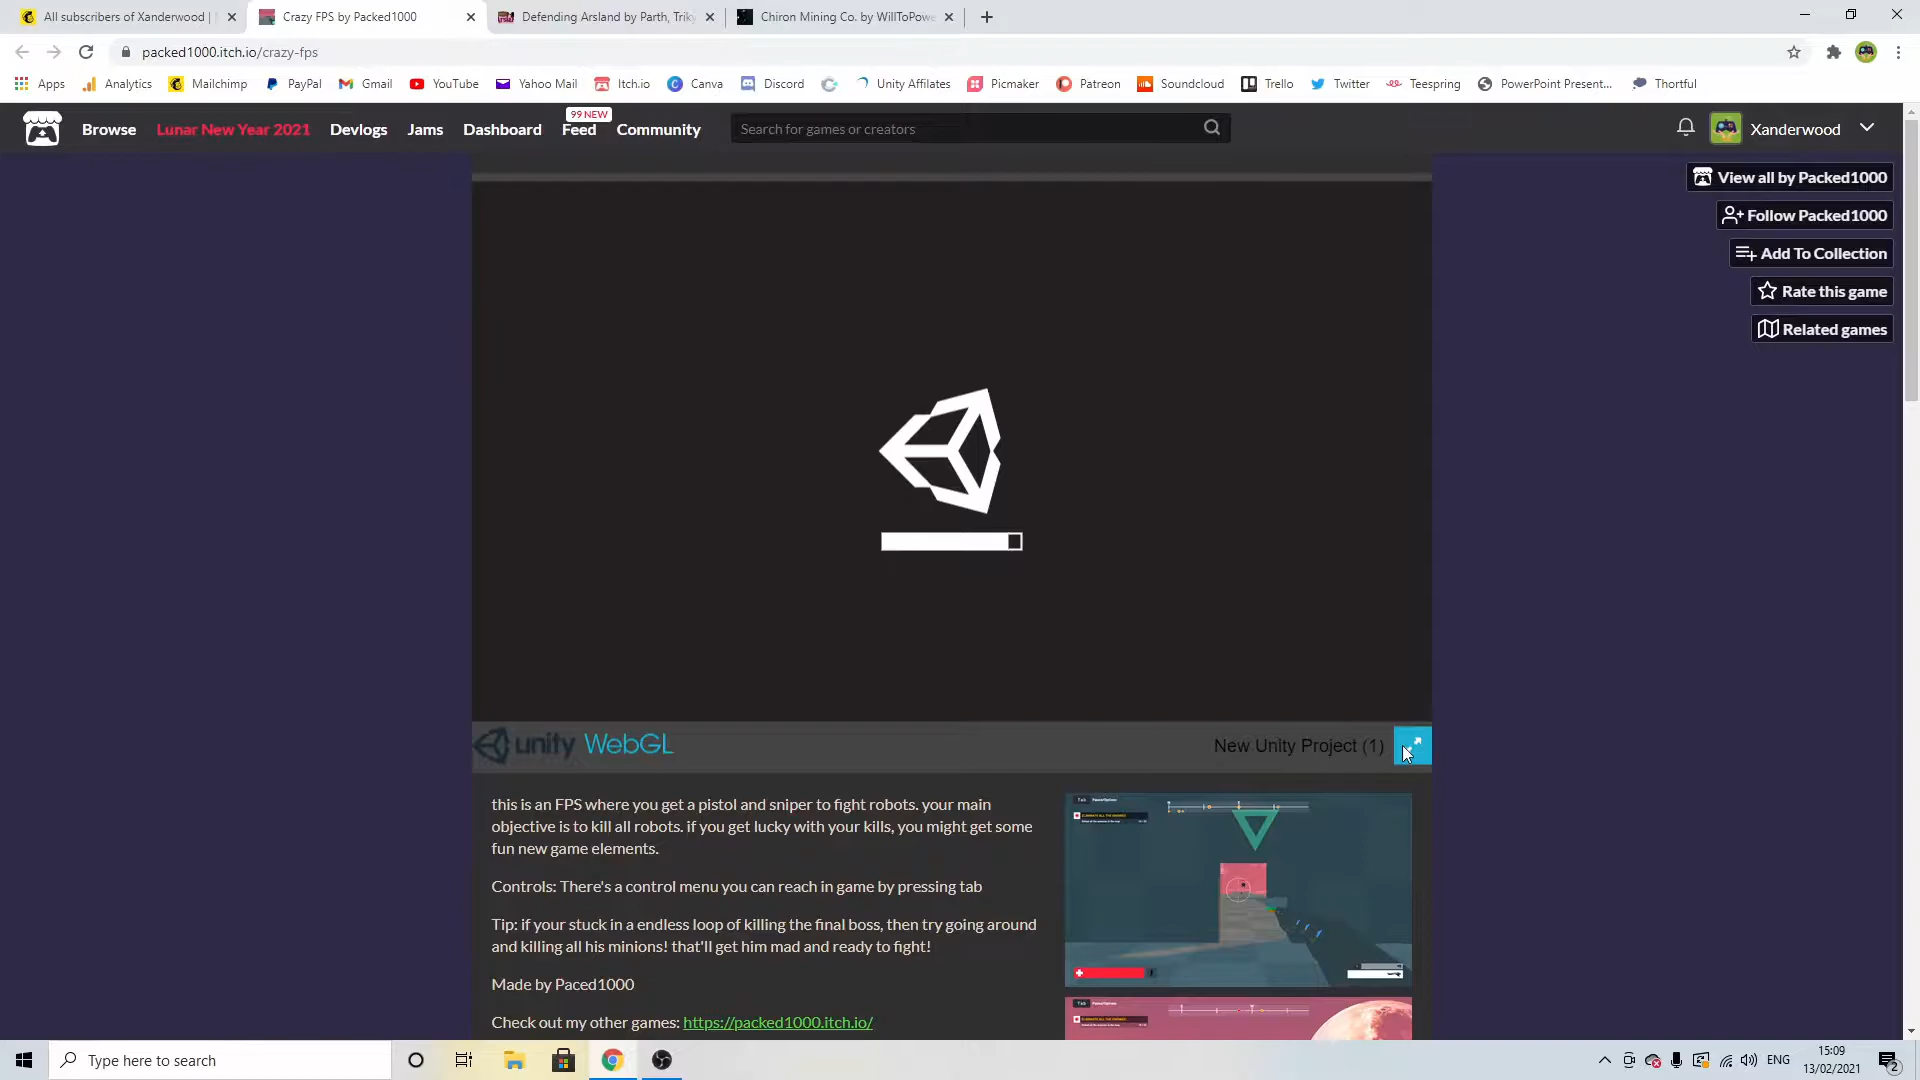 All subscribers of Xanderwood |
Crazy FPS by Packed1000
Defending Arsland by Parth, Trik
Chiron Mining Co. by WillToPowe
packed1000.itch.io/crazy-fps
Apps
Analytics
Mailchimp
PayPal
Gmail
YouTube
Yahoo Mail
Itch.io
Canva
Discord
Unity Affilates
Picmaker
Patreon
Soundcloud
Trello
Twitter
Teespring
PowerPoint Present...
Thortful
99 NEW
Browse
Lunar New Year 2021
Devlogs
Jams
Dashboard
Feed
Community
Search for games or creators
Xanderwood
View all by Packed1000
Follow Packed1000
Add To Collection
Rate this game
Related games
unity WebGL
New Unity Project (1)
this is an FPS where you get a pistol and sniper to fight robots. your main
objective is to kill all robots. if you get lucky with your kills, you might get some
fun new game elements.
Controls: There's a control menu you can reach in game by pressing tab
Tip: if your stuck in a endless loop of killing the final boss, then try going around
and killing all his minions! that'll get him mad and ready to fight!
Made by Paced1000
Check out my other games: https://packed1000.itch.io/
Type here to search
ENG
15:09
13/02/2021
2